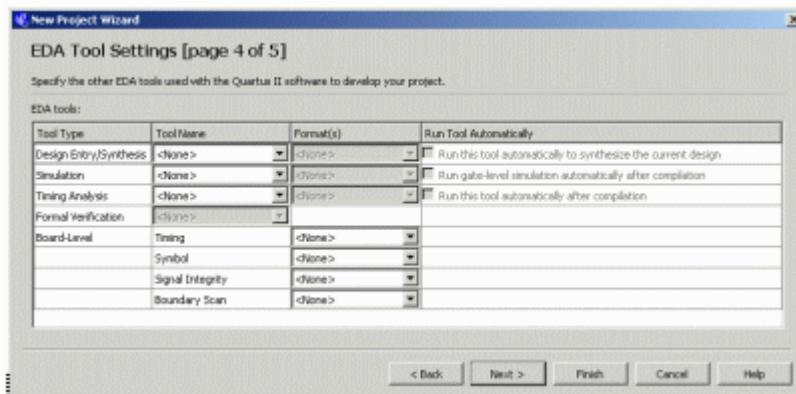 New Project Wizard
EDA Tool Settings [page 4 of 5]
Specify the other EDA tools used with the Quartus II software to develop your project.
EDA tools:
Tool Type Tool Name Format(s) Run Tool Automatically
Design Entry/Synthesis <None> <None> Run this tool automatically to synthesize the current design
Simulation <None> <None> Run gate-level simulation automatically after compilation
Timing Analysis <None> <None> Run this tool automatically after compilation
Formal Verification <None>
Board-Level Timing <None>
Symbol <None>
Signal Integrity <None>
Boundary Scan <None>
< Back Next > Finish Cancel Help